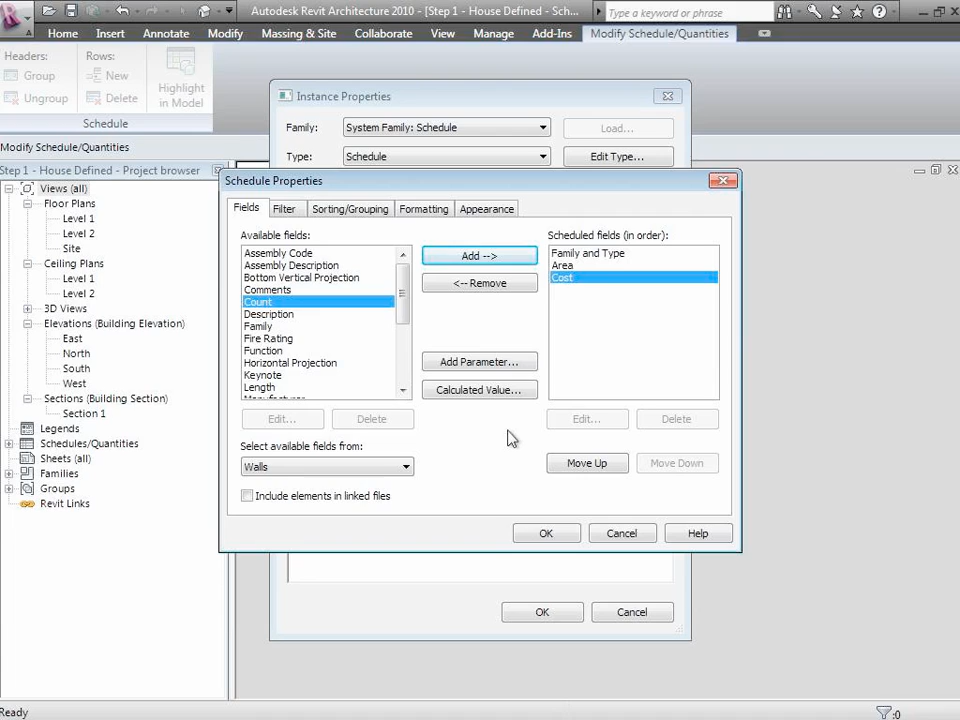 Autodesk Revit Architecture 2010 - [Step 1 - House Defined - Sch...
Type a keyword or phrase
Home
Insert
Annotate
Modify
Massing & Site
Collaborate
View
Manage
Add-Ins
Modify Schedule/Quantities
Headers:
Rows:
Group
New
Ungroup
Delete
Highlight
in Model
Schedule
Modify Schedule/Quantities
Step 1 - House Defined - Project browser
Views (all)
Floor Plans
Level 1
Level 2
Site
Ceiling Plans
Level 1
Level 2
3D Views
Elevations (Building Elevation)
East
North
South
West
Sections (Building Section)
Section 1
Legends
Schedules/Quantities
Sheets (all)
Families
Groups
Revit Links
Instance Properties
Family:
System Family: Schedule
Load...
Type:
Schedule
Edit Type...
Schedule Properties
Fields
Filter
Sorting/Grouping
Formatting
Appearance
Available fields:
Assembly Code
Assembly Description
Bottom Vertical Projection
Comments
Count
Description
Family
Fire Rating
Function
Horizontal Projection
Keynote
Length
Add -->
<-- Remove
Add Parameter...
Calculated Value...
Scheduled fields (in order):
Family and Type
Area
Cost
Edit...
Delete
Edit...
Delete
Select available fields from:
Walls
Move Up
Move Down
Include elements in linked files
OK
Cancel
Help
OK
Cancel
Ready
:0